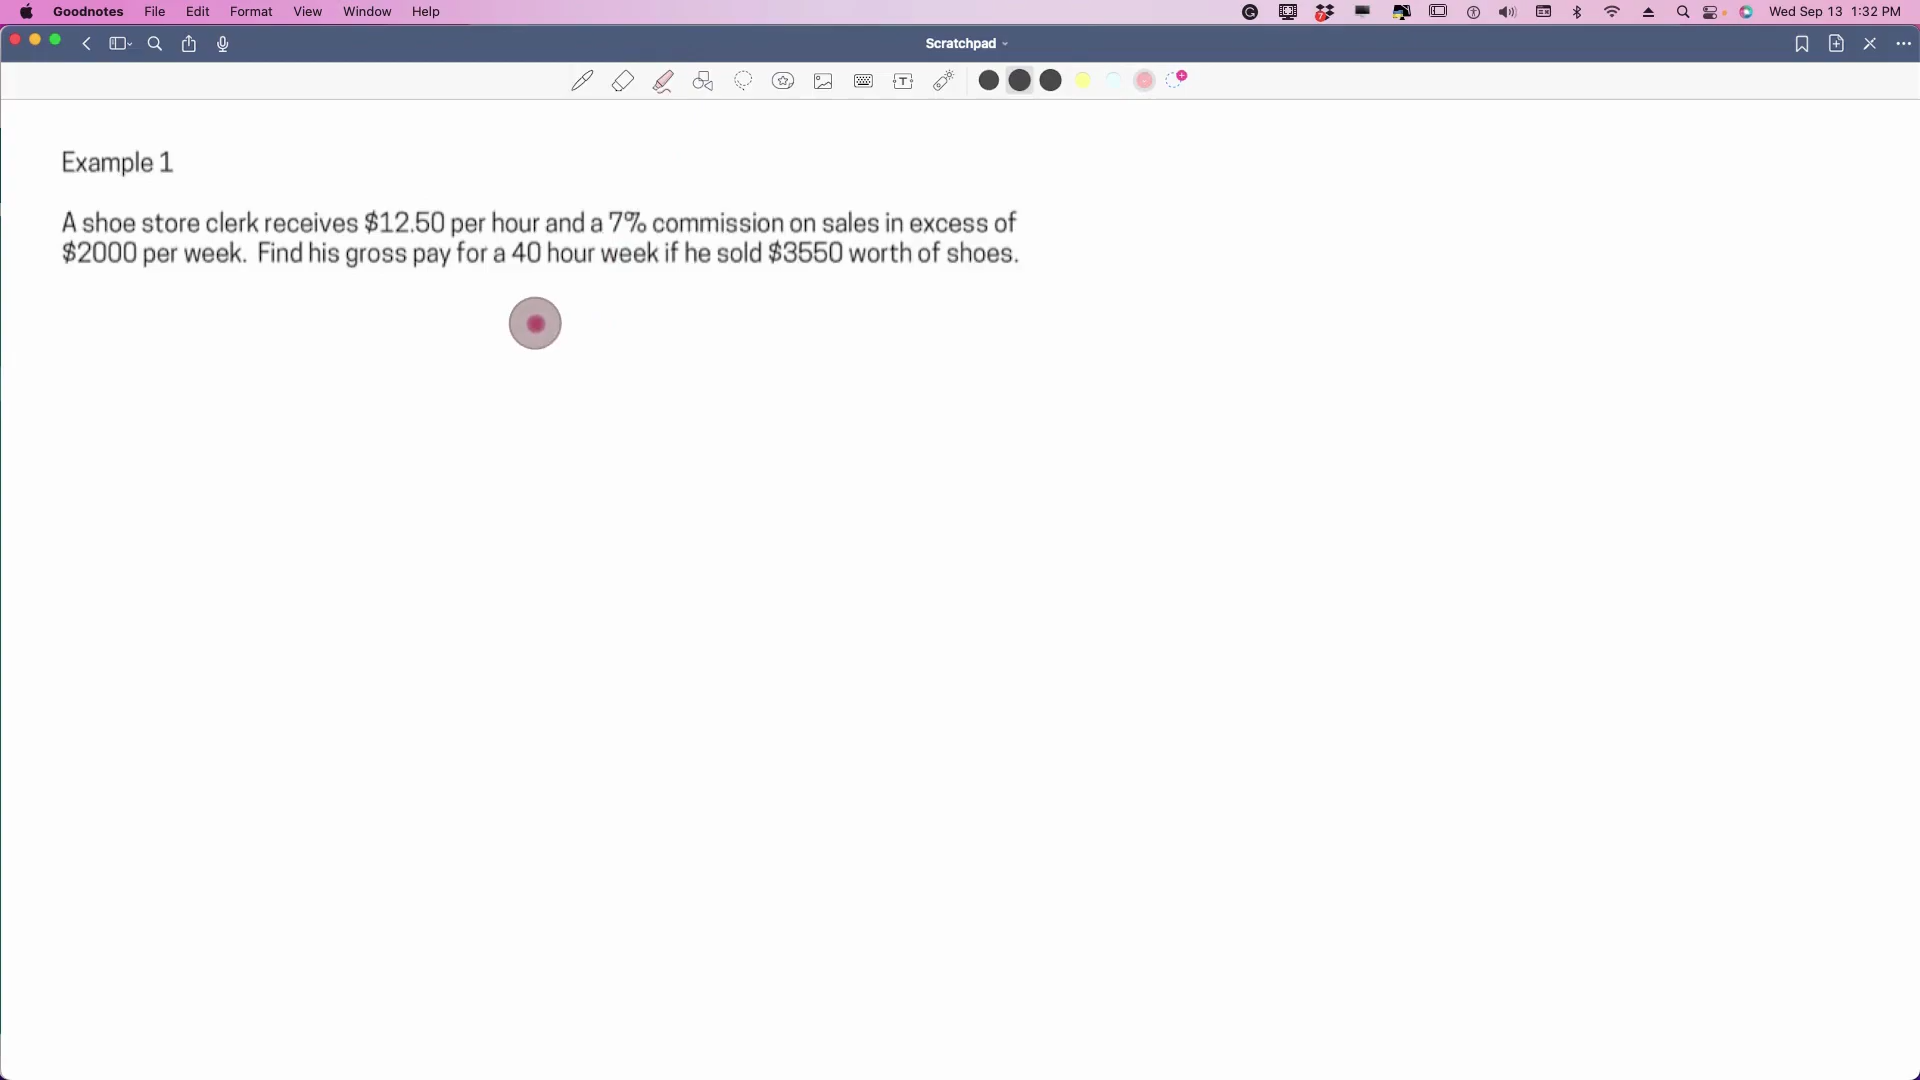 Goodnotes File Edit Format View Window Help Wed Sep 13 1:32 PM
Scratchpad
Example 1
A shoe store clerk receives $12.50 per hour and a 7% commission on sales in excess of
$2000 per week. Find his gross pay for a 40 hour week if he sold $3550 worth of shoes.